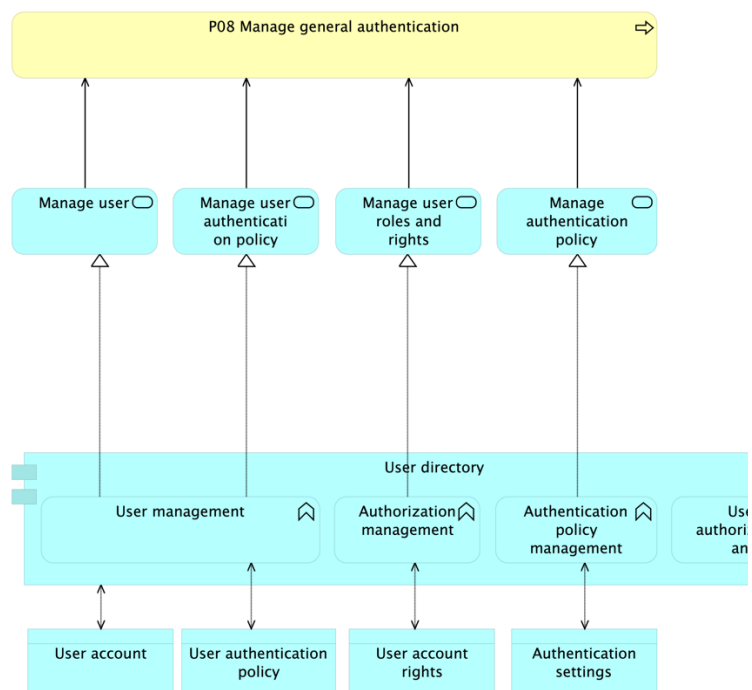 P08 Manage general authentication
Manage user
Manage user
authenticati
on policy
Manage user
roles and
rights
Manage
authentication
policy
User directory
User management
Authorization
management
Authentication
policy
management
User account
User authentication
policy
User account
rights
Authentication
settings